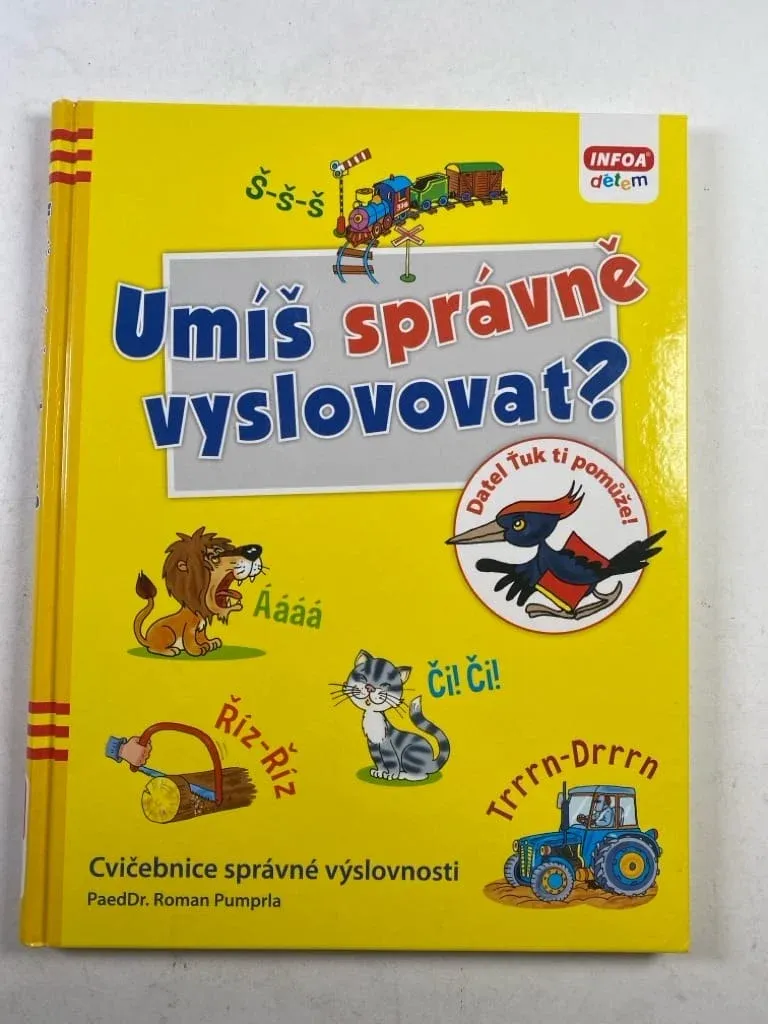 INFOA®
dětem
Š-š-š
Umíš správně
vyslovovat?
Datel Ťuk ti pomůže!
Áááá
Či! Či!
Říz-Říz
Trrrn-Drrrn
Cvičebnice správné výslovnosti
PaedDr. Roman Pumprla